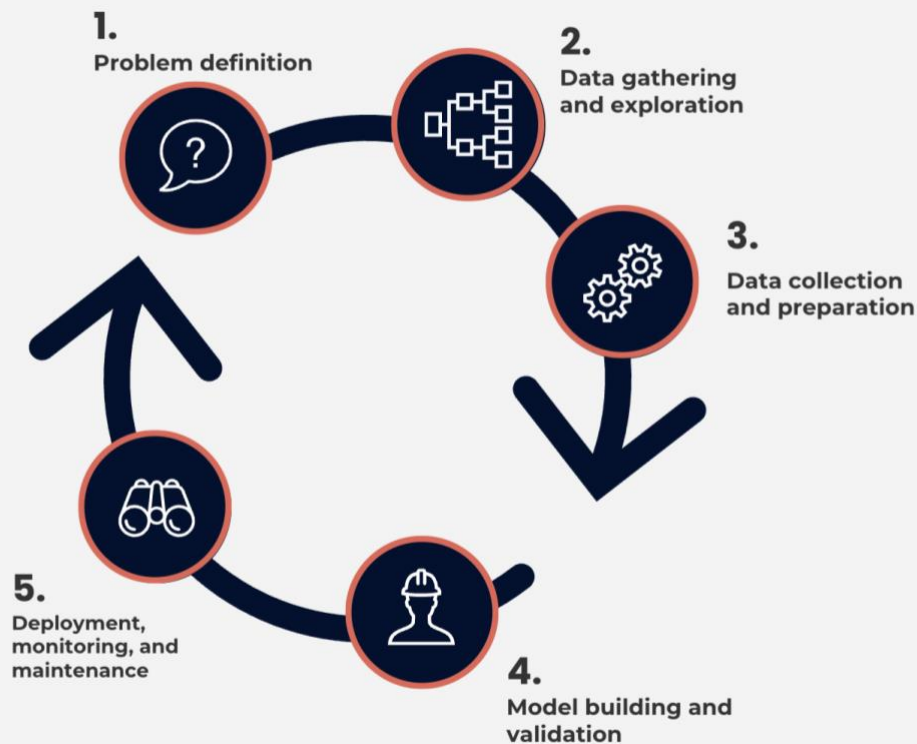 1.
Problem definition
2.
Data gathering
and exploration
3.
Data collection
and preparation
4.
Model building and
validation
5.
Deployment,
monitoring, and
maintenance
?